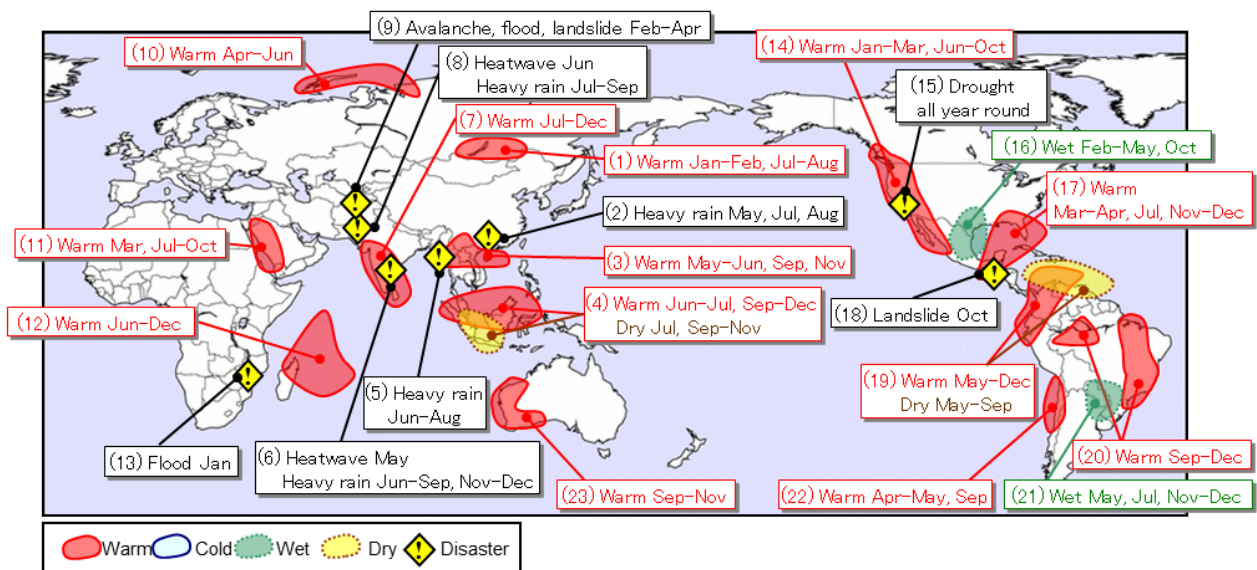 (9) Avalanche, flood, landslide Feb-Apr
(10) Warm Apr-Jun
(8) Heatwave Jun
Heavy rain Jul-Sep
(14) Warm Jan-Mar, Jun-Oct
(15) Drought
all year round
(7) Warm Jul-Dec
(16) Wet Feb-May, Oct
(1) Warm Jan-Feb, Jul-Aug
(17) Warm
Mar-Apr, Jul, Nov-Dec
(2) Heavy rain May, Jul, Aug
(11) Warm Mar, Jul-Oct
(3) Warm May-Jun, Sep, Nov
(4) Warm Jun-Jul, Sep-Dec
Dry Jul, Sep-Nov
(18) Landslide Oct
(12) Warm Jun-Dec
(5) Heavy rain
Jun-Aug
(19) Warm May-Dec
Dry May-Sep
(13) Flood Jan
(6) Heatwave May
Heavy rain Jun-Sep, Nov-Dec
(20) Warm Sep-Dec
(23) Warm Sep-Nov
(22) Warm Apr-May, Sep
(21) Wet May, Jul, Nov-Dec
Warm Cold Wet Dry Disaster